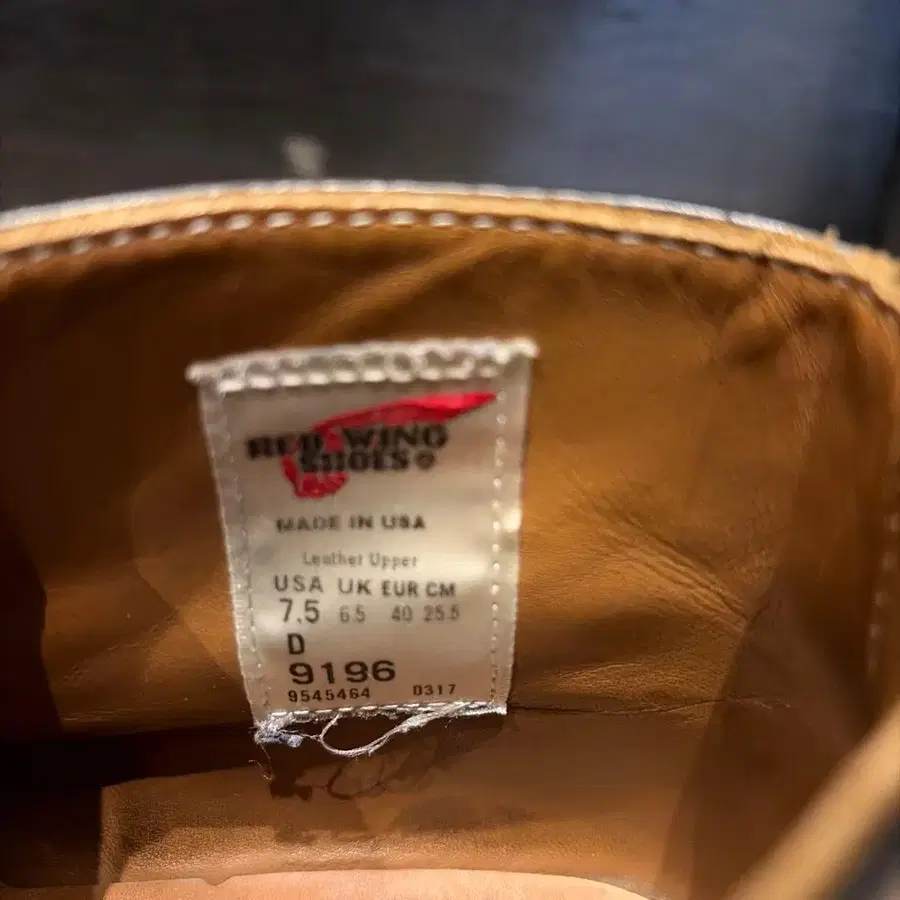 RED WING
SHOES
MADE IN USA
Leather Upper
USA UK EUR CM
7.5 6.5 40 25.5
D
9196
9545464 0317